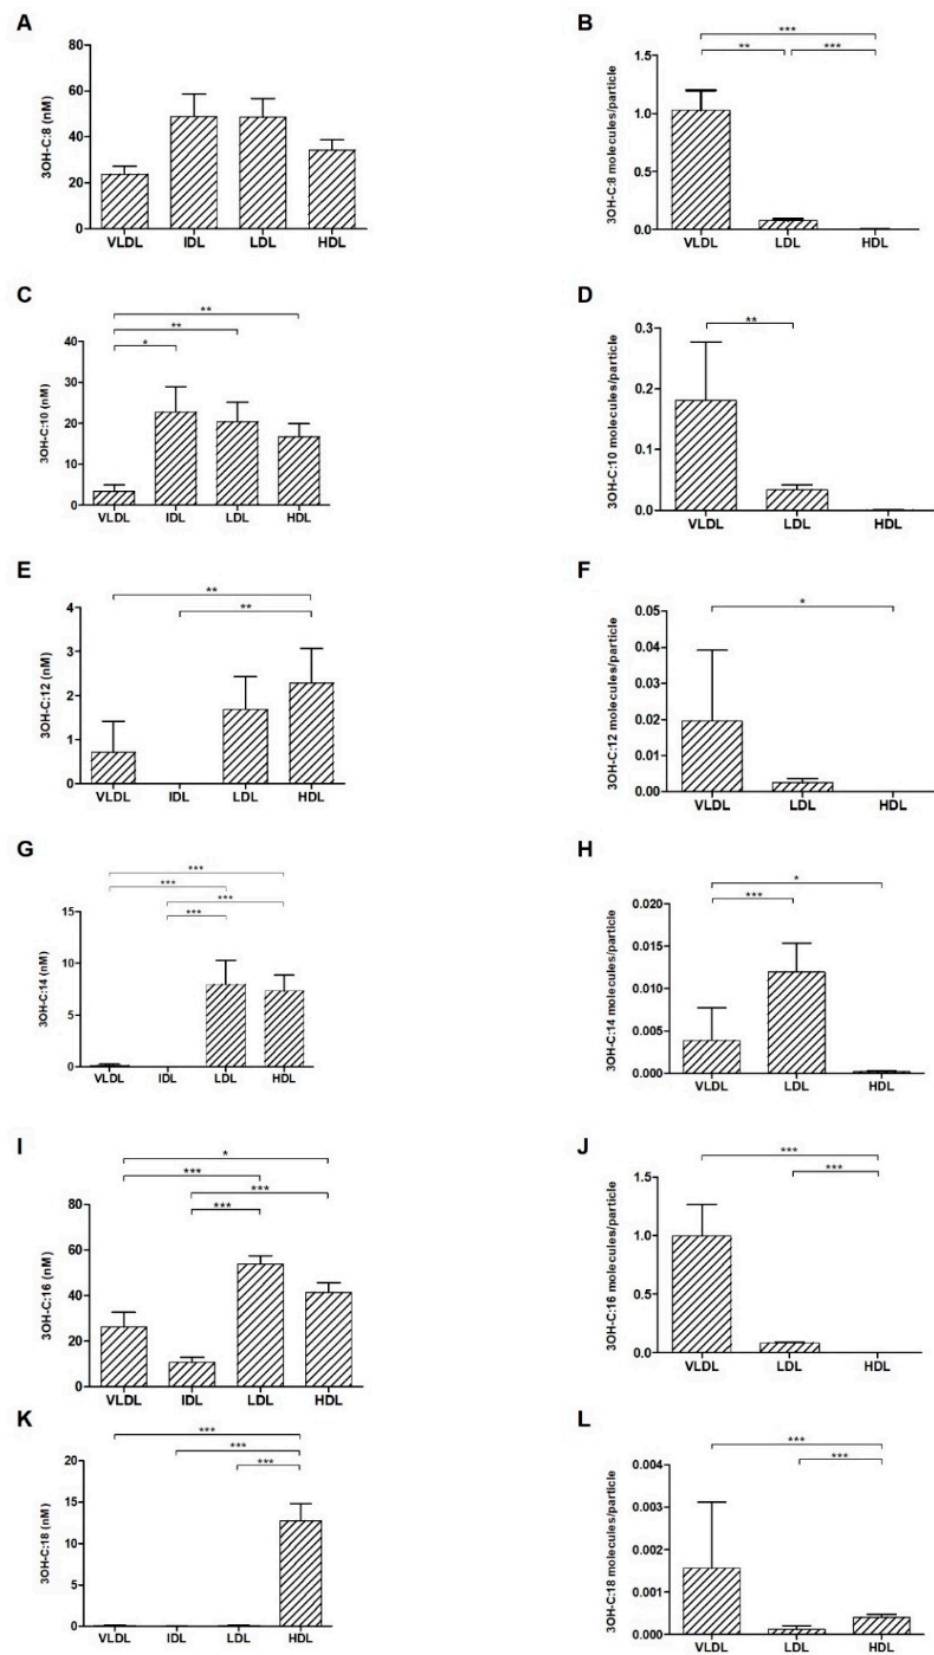 A
3OH-C:8 (nM)
80
60
40
20
0
VLDL IDL LDL HDL
B
***
** ***
3OH-C:8 molecules/particle
1.5
1.0
0.5
0.0
VLDL LDL HDL
C
**
**
*
3OH-C:10 (nM)
40
30
20
10
0
VLDL IDL LDL HDL
D
**
3OH-C:10 molecules/particle
0.3
0.2
0.1
0.0
VLDL LDL HDL
E
**
**
3OH-C:12 (nM)
4
3
2
1
0
VLDL IDL LDL HDL
F
*
3OH-C:12 molecules/particle
0.05
0.04
0.03
0.02
0.01
0.00
VLDL LDL HDL
G
***
***
***
***
3OH-C:14 (nM)
15
10
5
0
VLDL IDL LDL HDL
H
*
***
3OH-C:14 molecules/particle
0.020
0.015
0.010
0.005
0.000
VLDL LDL HDL
I
*
***
***
***
3OH-C:16 (nM)
80
60
40
20
0
VLDL IDL LDL HDL
J
***
***
3OH-C:16 molecules/particle
1.5
1.0
0.5
0.0
VLDL LDL HDL
K
***
***
***
3OH-C:18 (nM)
20
15
10
5
0
VLDL IDL LDL HDL
L
***
***
3OH-C:18 molecules/particle
0.004
0.003
0.002
0.001
0.000
VLDL LDL HDL